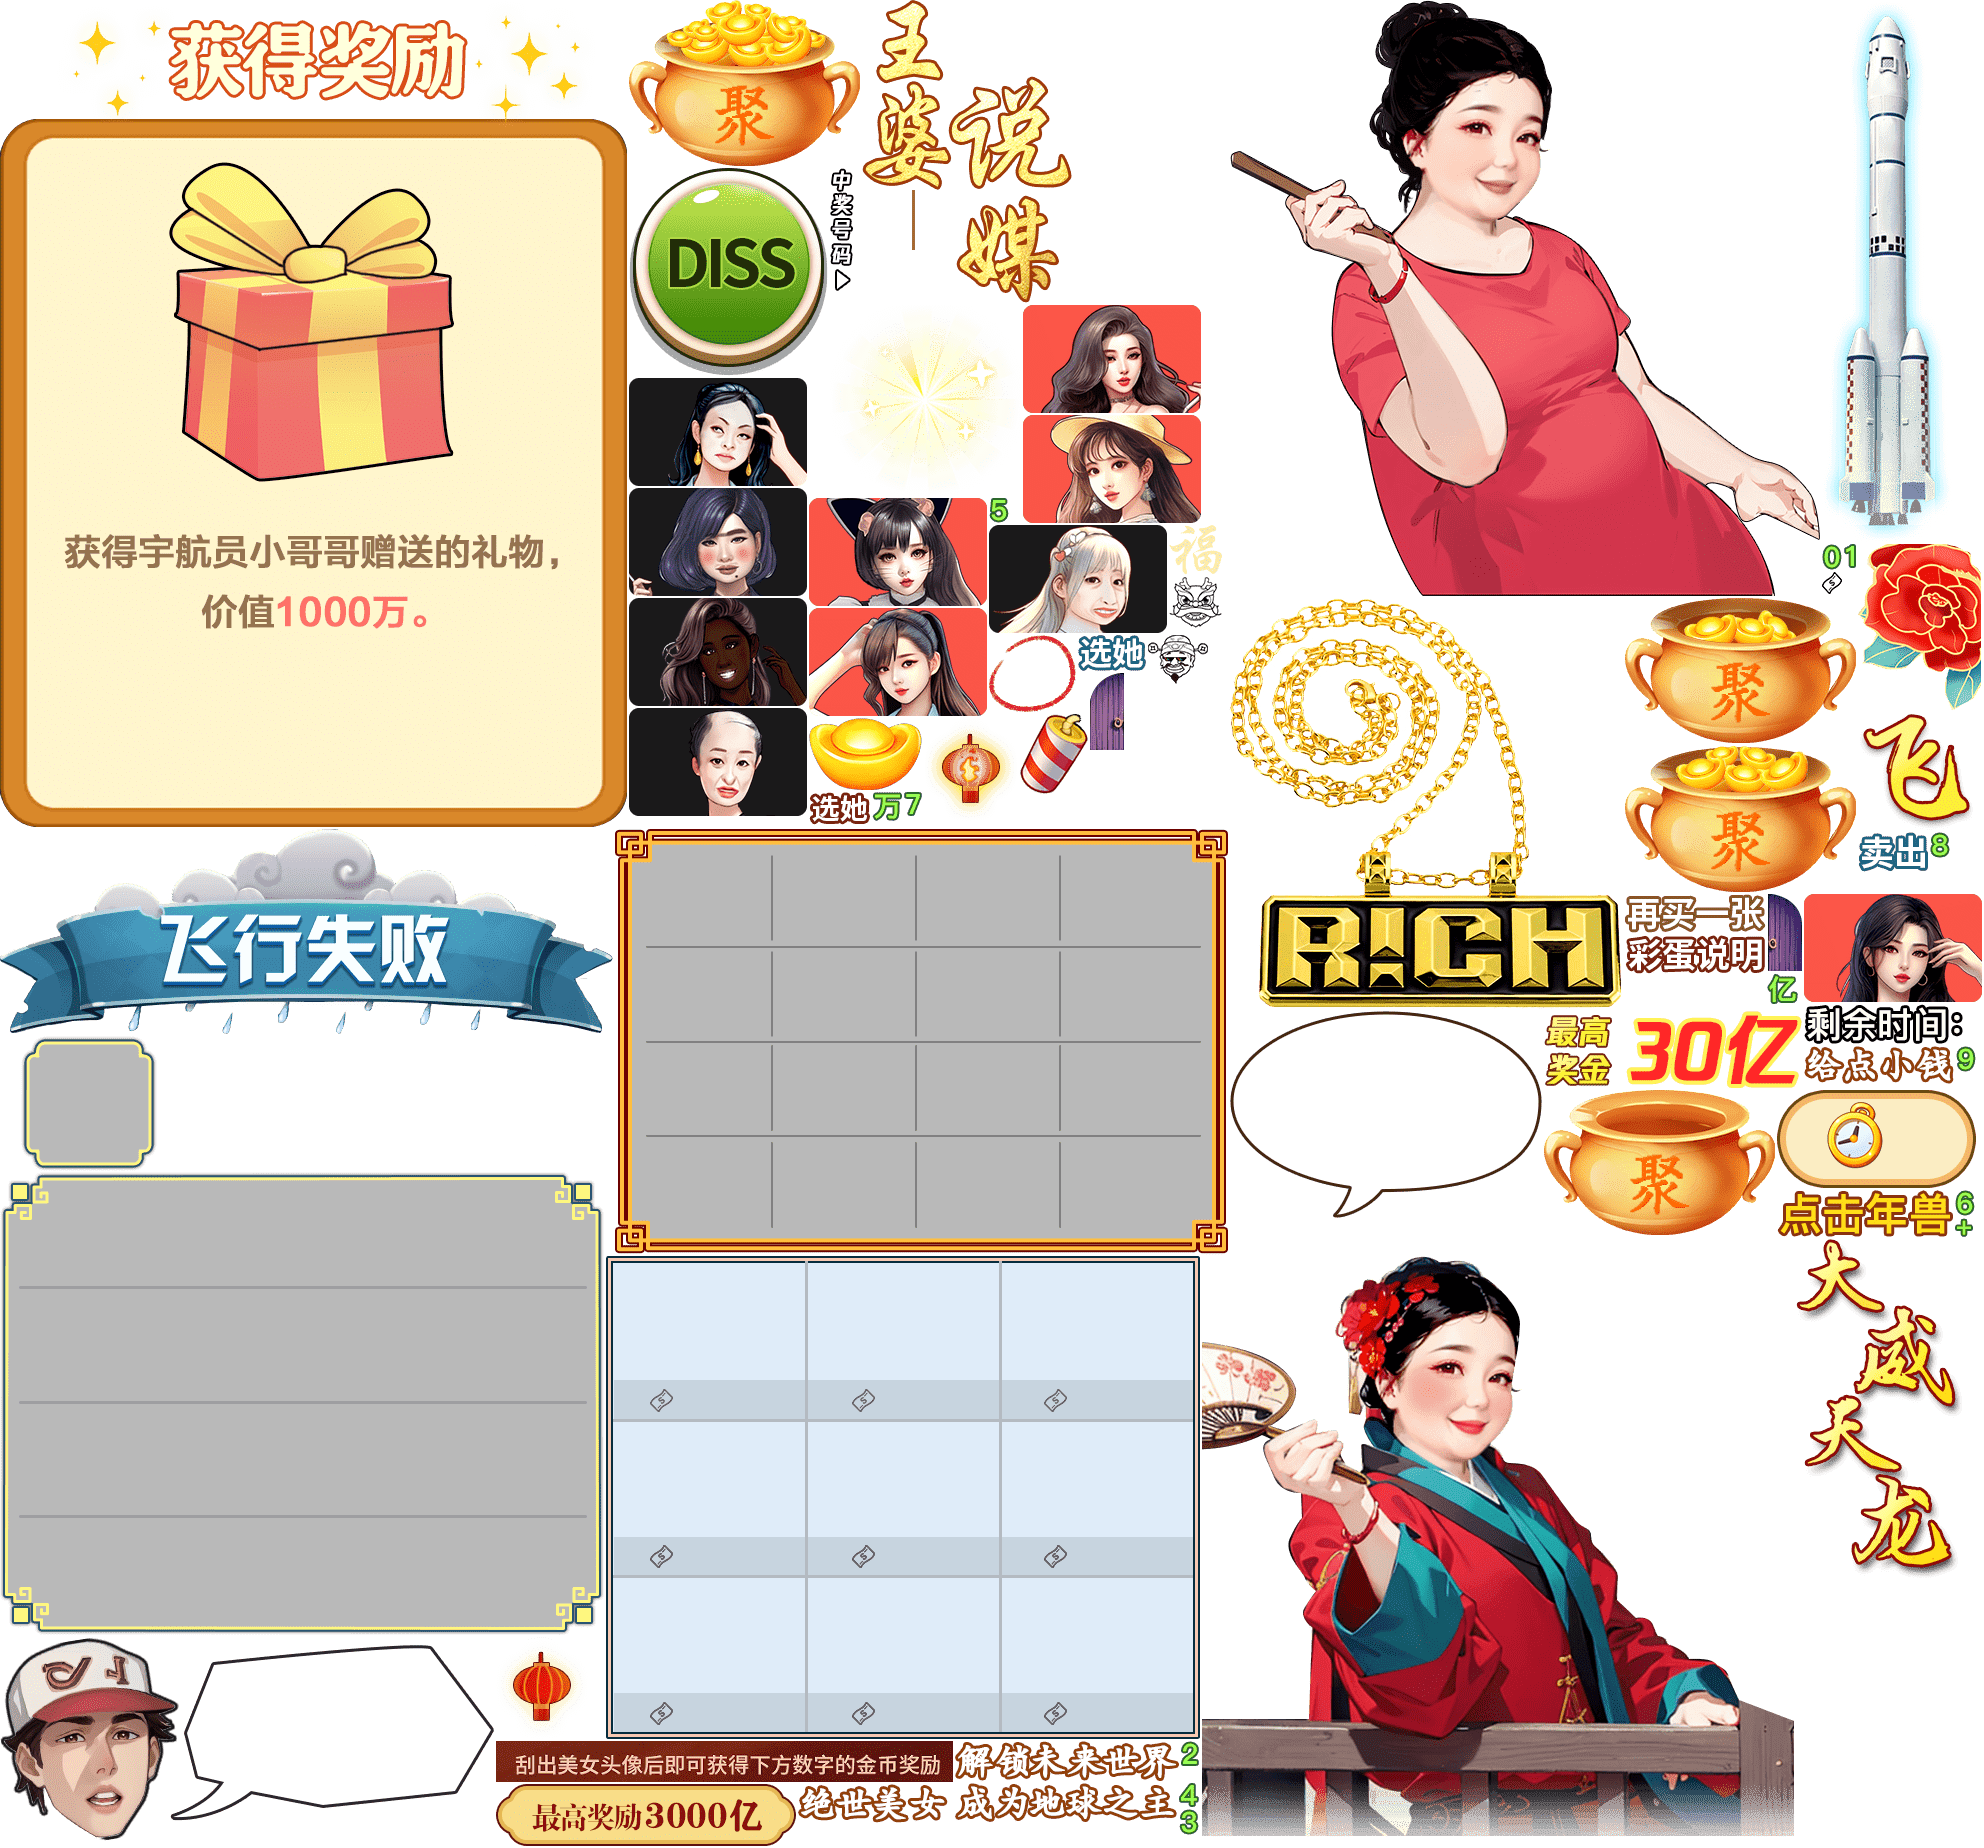 获得奖励
获得宇航员小哥哥赠送的礼物，
价值1000万。
聚
王婆
说媒
DISS
中奖号码
5
福
选她
选她
万
7
01
聚
聚
飞
卖出
8
R!CH
再买一张
彩蛋说明
亿
飞行失败
最高
奖金
30亿
剩余时间：
给点小钱
9
聚
点击年兽
6
+
大威天龙
刮出美女头像后即可获得下方数字的金币奖励
最高奖励3000亿
解锁未来世界
2
绝世美女
成为地球之主
4
3